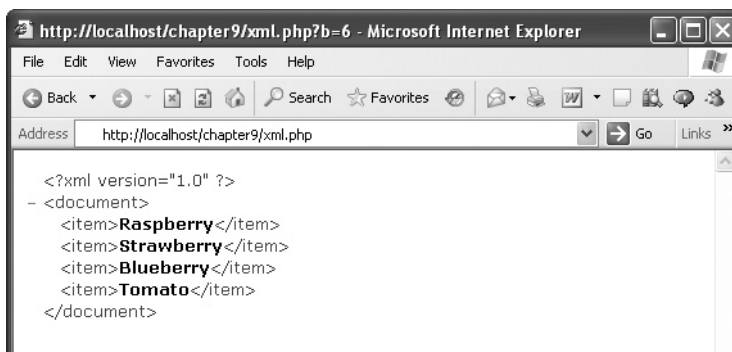 http://localhost/chapter9/xml.php?b=6 - Microsoft Internet Explorer
File Edit View Favorites Tools Help
Back Search Favorites
Address http://localhost/chapter9/xml.php Go Links »
<?xml version="1.0" ?>
– <document>
<item>Raspberry</item>
<item>Strawberry</item>
<item>Blueberry</item>
<item>Tomato</item>
</document>